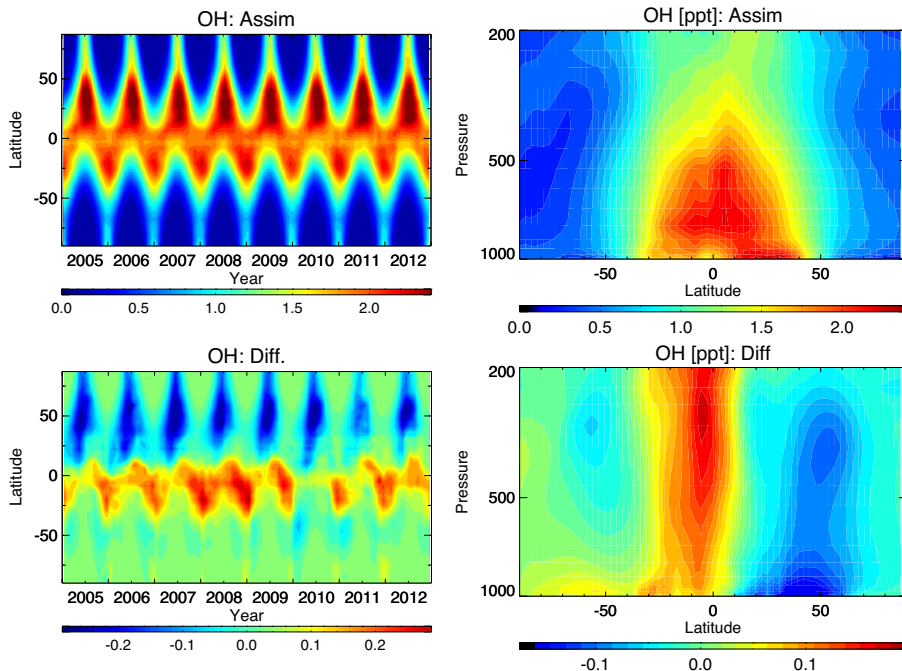 OH: Assim
50
0
-50
Latitude
2005 2006 2007 2008 2009 2010 2011 2012
Year
0.0 0.5 1.0 1.5 2.0
OH [ppt]: Assim
200
500
1000
Pressure
-50 0 50
Latitude
0.0 0.5 1.0 1.5 2.0
OH: Diff.
50
0
-50
Latitude
2005 2006 2007 2008 2009 2010 2011 2012
Year
-0.2 -0.1 0.0 0.1 0.2
OH [ppt]: Diff
200
500
1000
Pressure
-50 0 50
Latitude
-0.1 0.0 0.1